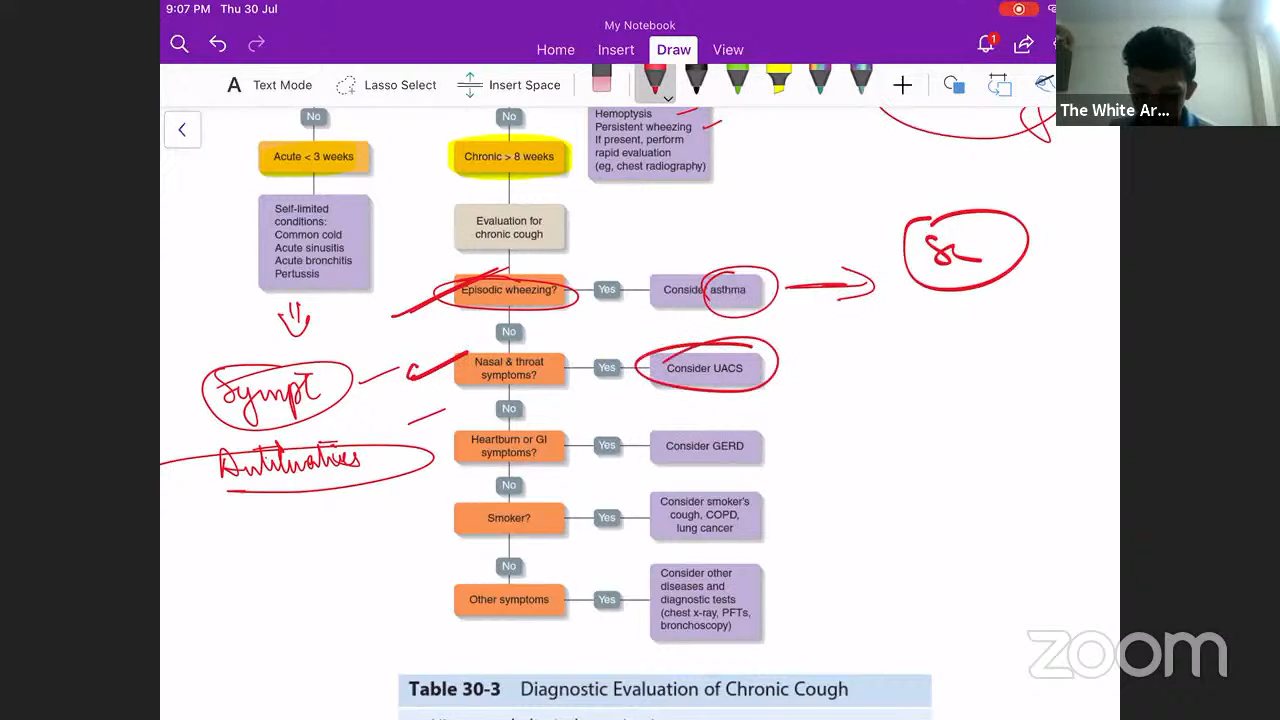 9:07 PM Thu 30 Jul
My Notebook
Home Insert Draw View
1
A Text Mode Lasso Select Insert Space
The White Ar...
No
No
Hemoptysis
Persistent wheezing
If present, perform
rapid evaluation
(eg, chest radiography)
Acute < 3 weeks
Chronic > 8 weeks
Self-limited
conditions:
Common cold
Acute sinusitis
Acute bronchitis
Pertussis
Evaluation for
chronic cough
Episodic wheezing?
Yes
Consider asthma
No
Nasal & throat
symptoms?
Yes
Consider UACS
Sympt
No
Heartburn or GI
symptoms?
Yes
Consider GERD
No
Smoker?
Yes
Consider smoker's
cough, COPD,
lung cancer
No
Other symptoms
Yes
Consider other
diseases and
diagnostic tests
(chest x-ray, PFTs,
bronchoscopy)
zoom
Table 30-3 Diagnostic Evaluation of Chronic Cough